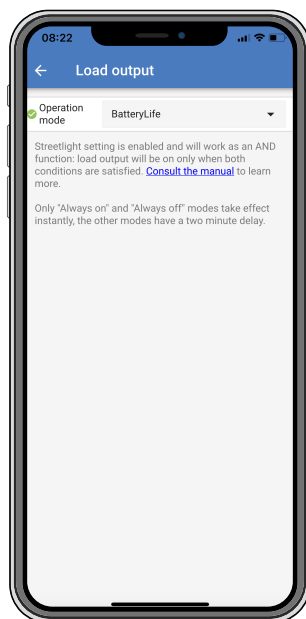 08:22
Load output
Operation
mode
BatteryLife
Streetlight setting is enabled and will work as an AND
function: load output will be on only when both
conditions are satisfied. Consult the manual to learn
more.
Only "Always on" and "Always off" modes take effect
instantly, the other modes have a two minute delay.